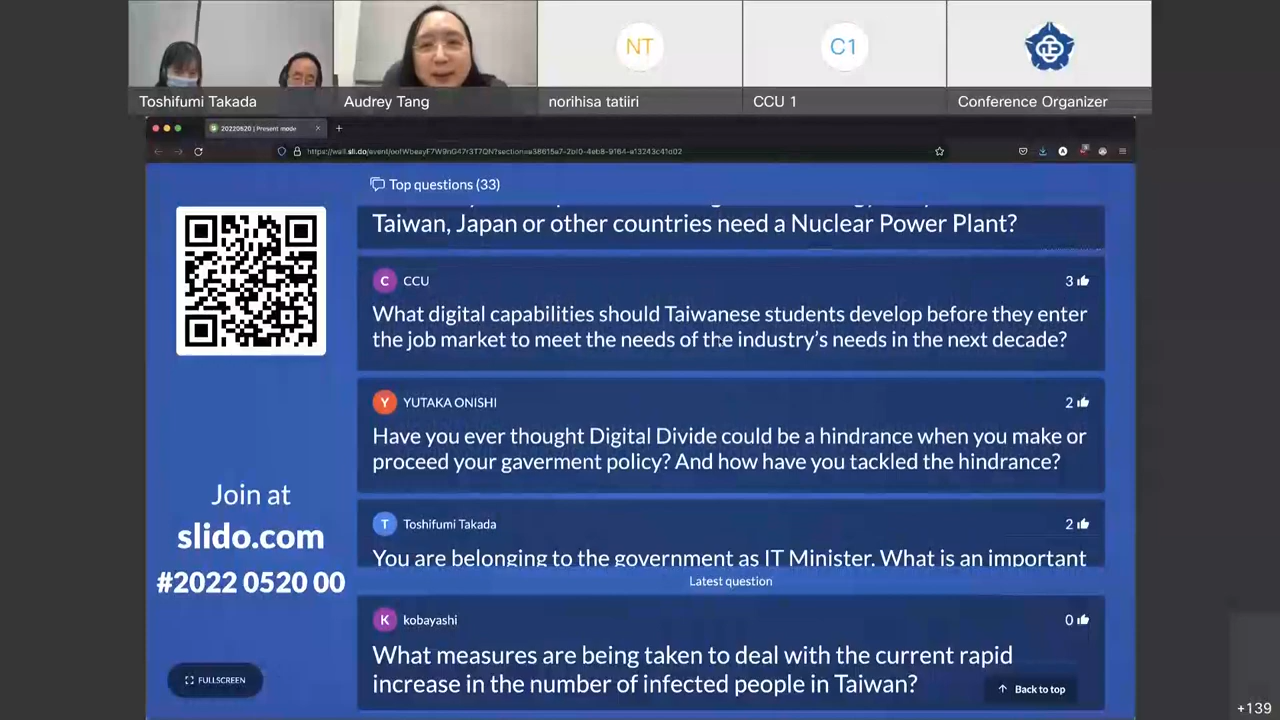 NT
C1
Toshifumi Takada
Audrey Tang
norihisa tatiiri
CCU 1
Conference Organizer
20220520 | Present mode
Top questions (33)
Taiwan, Japan or other countries need a Nuclear Power Plant?
C CCU 3
What digital capabilities should Taiwanese students develop before they enter
the job market to meet the needs of the industry's needs in the next decade?
Y YUTAKA ONISHI 2
Have you ever thought Digital Divide could be a hindrance when you make or
proceed your gaverment policy? And how have you tackled the hindrance?
T Toshifumi Takada 2
You are belonging to the government as IT Minister. What is an important
Latest question
K kobayashi 0
What measures are being taken to deal with the current rapid
increase in the number of infected people in Taiwan?
Back to top
Join at
slido.com
#2022 0520 00
FULLSCREEN
+139